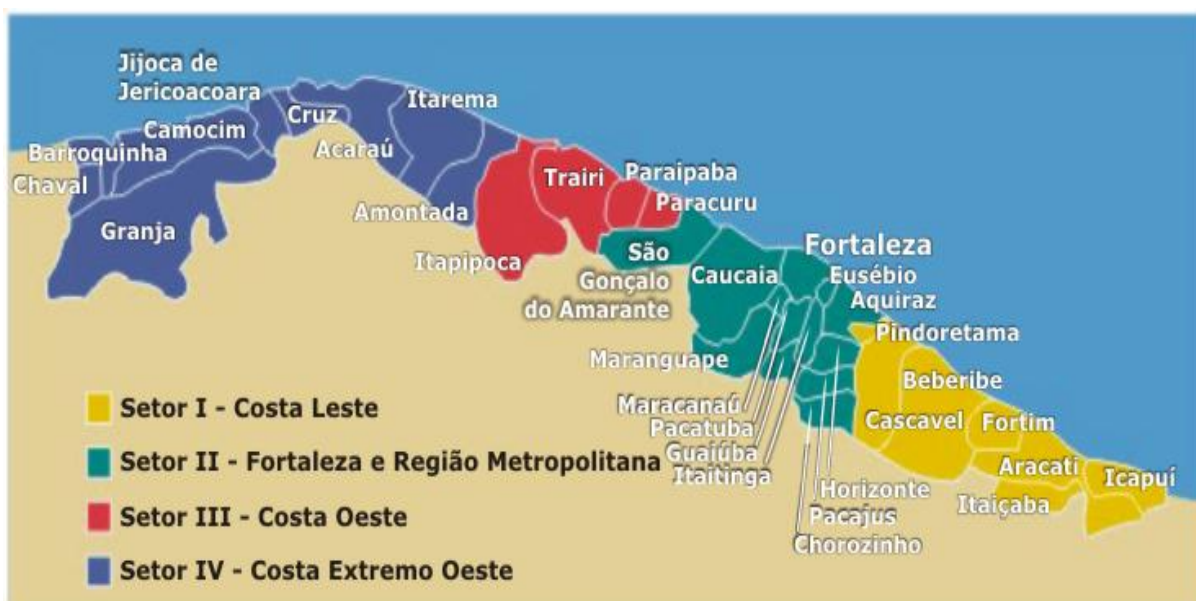 Jijoca de
Jericoacoara
Cruz
Itarema
Camocim
Barroquinha
Acaraú
Chaval
Granja
Amontada
Itapipoca
Trairi
Paraipaba
Paracuru
São
Gonçalo
do Amarante
Caucaia
Fortaleza
Eusébio
Aquiraz
Pindoretama
Maranguape
Maracanaú
Pacatuba
Guaiúba
Itaitinga
Horizonte
Pacajus
Chorozinho
Beberibe
Cascavel
Fortim
Aracati
Icapuí
Itaiçaba
Setor I - Costa Leste
Setor II - Fortaleza e Região Metropolitana
Setor III - Costa Oeste
Setor IV - Costa Extremo Oeste